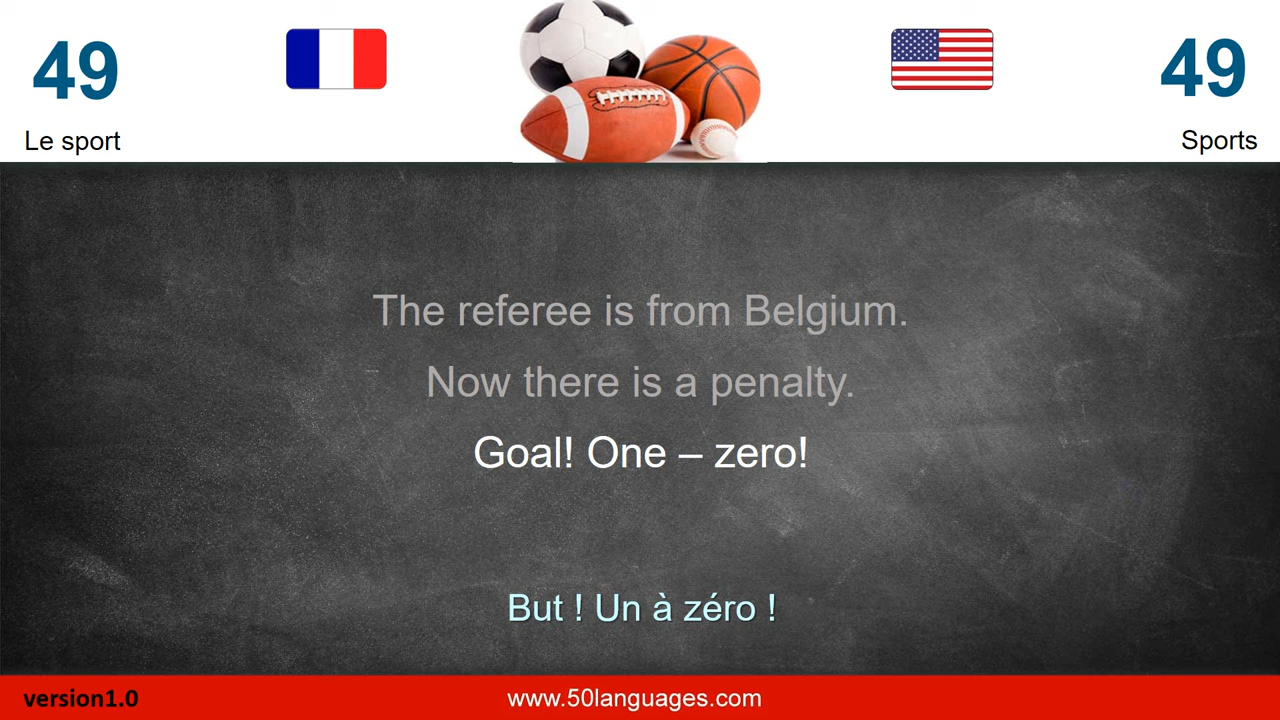 49
49
Le sport
Sports
The referee is from Belgium.
Now there is a penalty.
Goal! One – zero!
But ! Un à zéro !
version1.0
www.50languages.com